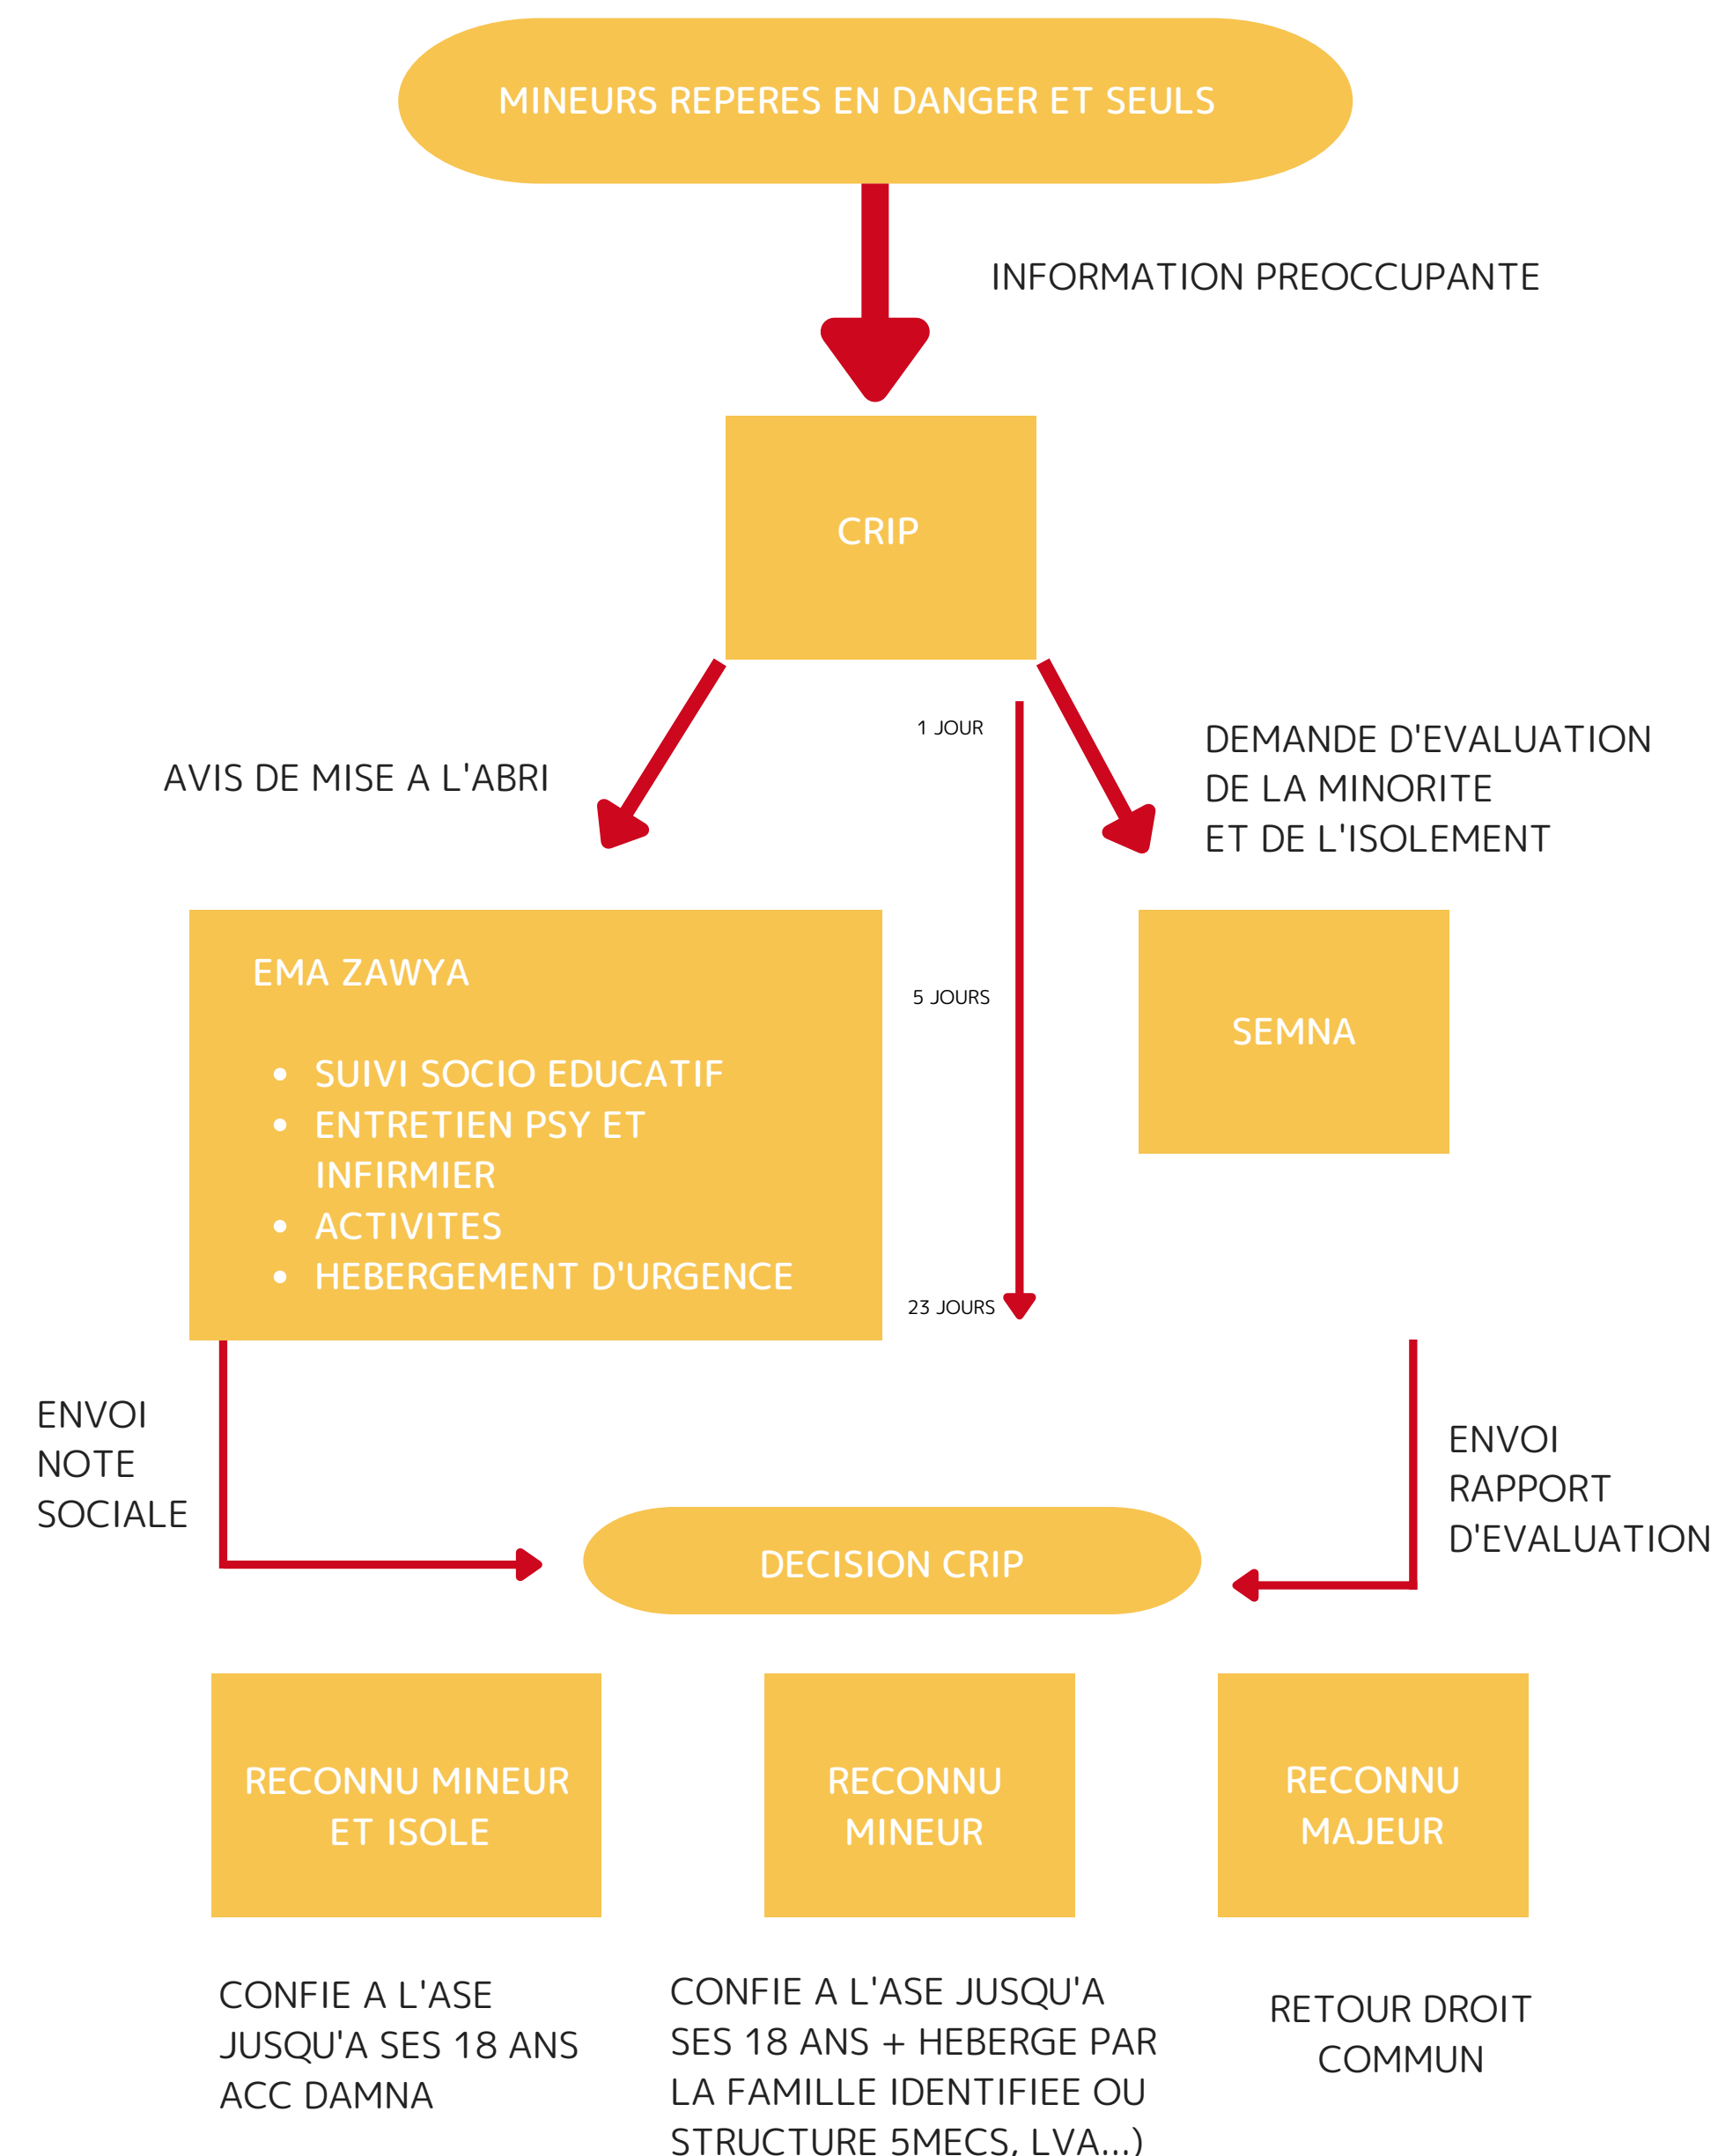 MINEURS REPERES EN DANGER ET SEULS
INFORMATION PREOCCUPANTE
CRIP
1 JOUR
AVIS DE MISE A L'ABRI
DEMANDE D'EVALUATION
DE LA MINORITE
ET DE L'ISOLEMENT
EMA ZAWYA
SUIVI SOCIO EDUCATIF
ENTRETIEN PSY ET
INFIRMIER
ACTIVITES
HEBERGEMENT D'URGENCE
5 JOURS
23 JOURS
SEMNA
ENVOI
NOTE
SOCIALE
ENVOI
RAPPORT
D'EVALUATION
DECISION CRIP
RECONNU MINEUR
ET ISOLE
RECONNU
MINEUR
RECONNU
MAJEUR
CONFIE A L'ASE
JUSQU'A SES 18 ANS
ACC DAMNA
CONFIE A L'ASE JUSQU'A
SES 18 ANS + HEBERGE PAR
LA FAMILLE IDENTIFIEE OU
STRUCTURE 5MECS, LVA...)
RETOUR DROIT
COMMUN